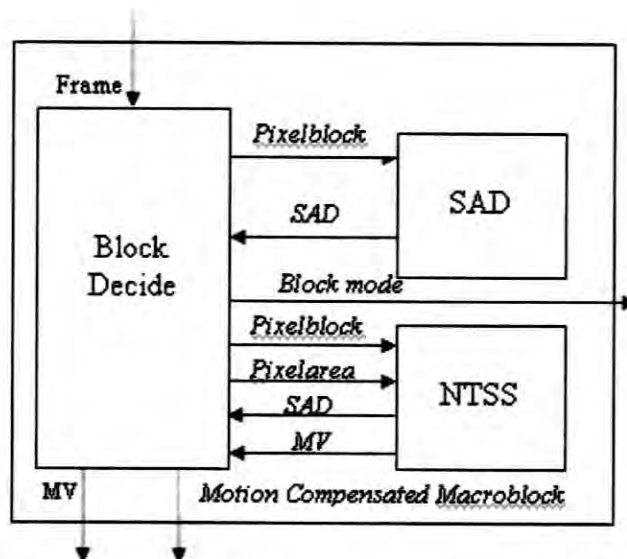 Frame
Pixelblock
SAD
SAD
Block
Decide
Block mode
Pixelblock
Pixelarea
NTSS
SAD
MV
MV
Motion Compensated Macroblock